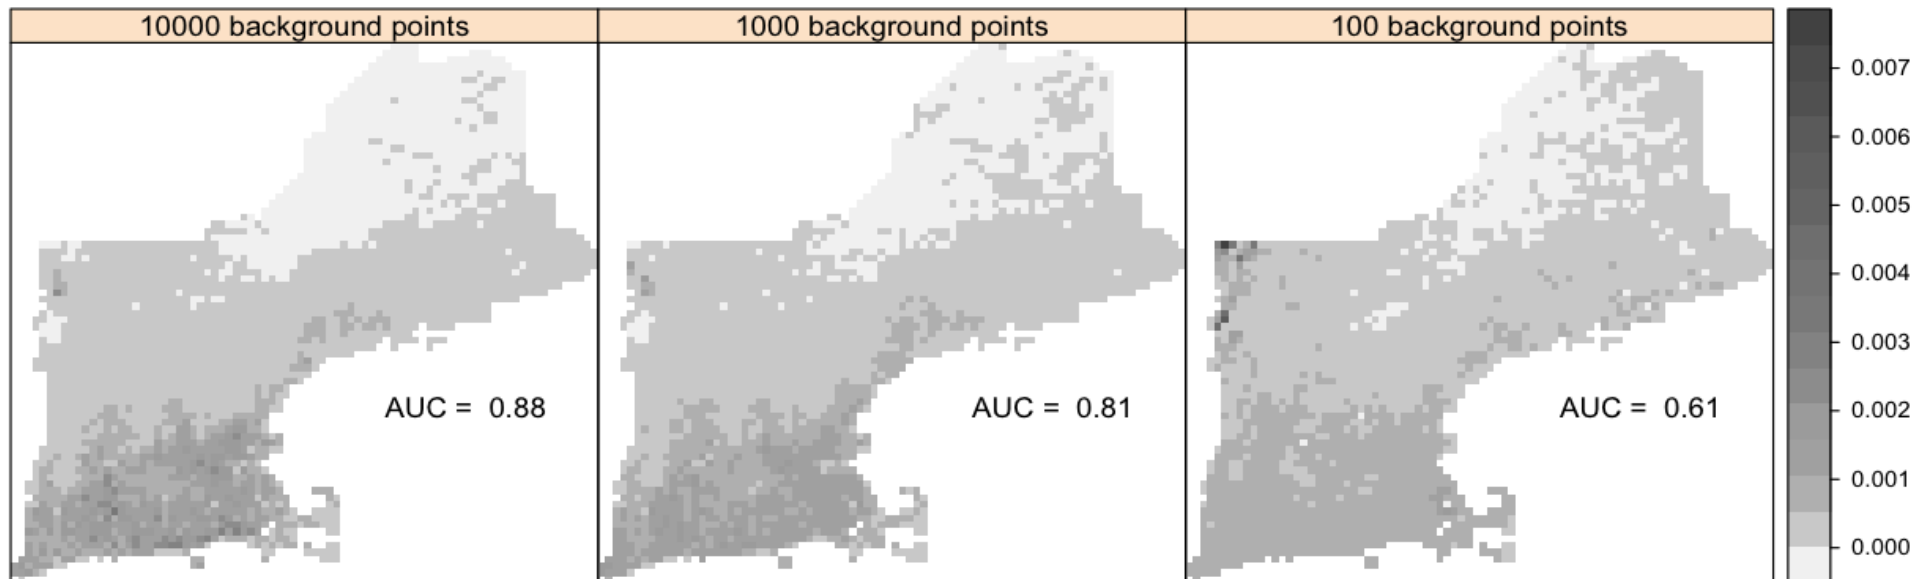 10000 background points
1000 background points
100 background points
AUC = 0.88
AUC = 0.81
AUC = 0.61
0.007
0.006
0.005
0.004
0.003
0.002
0.001
0.000